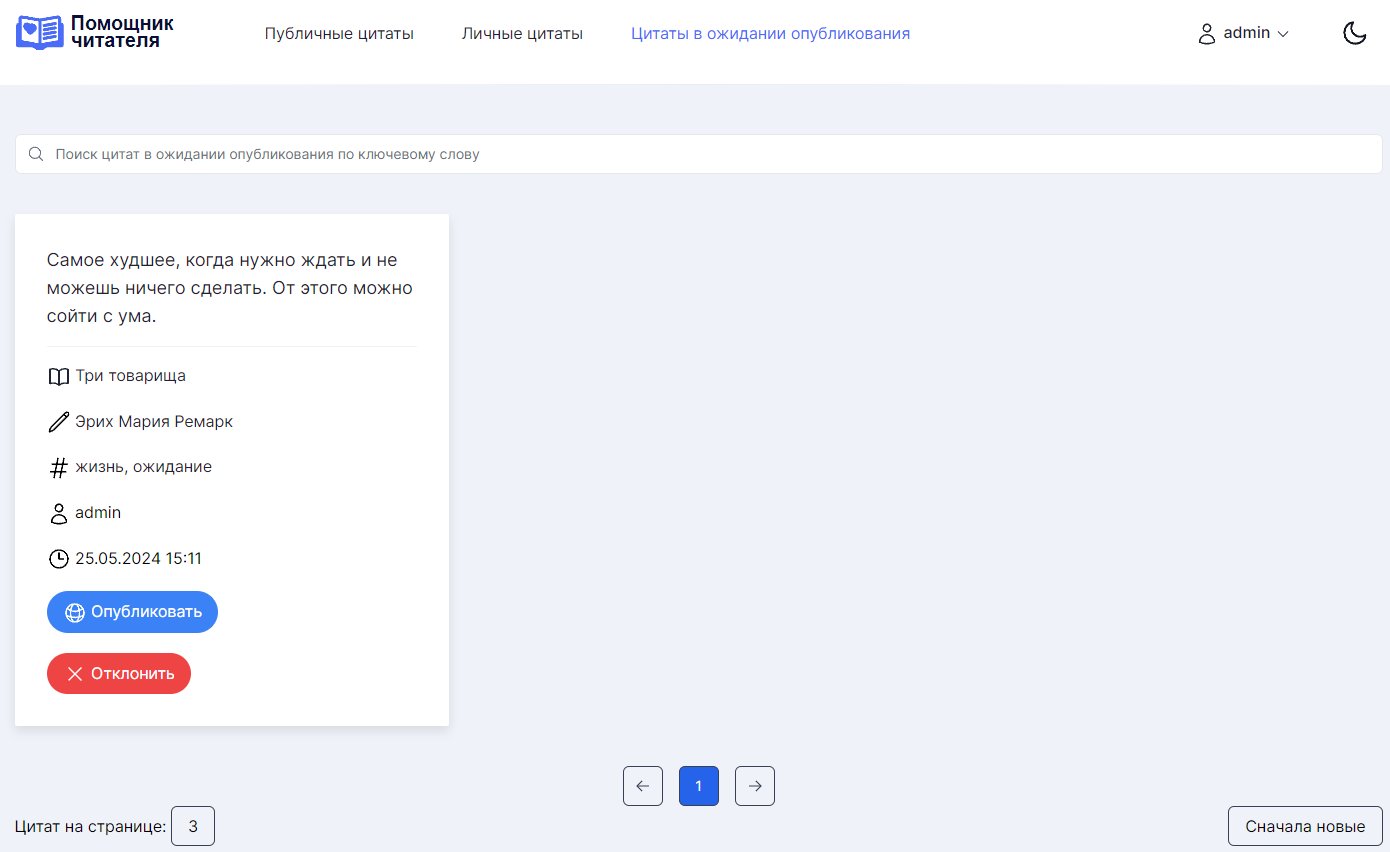 Помощник
читателя
Публичные цитаты
Личные цитаты
Цитаты в ожидании опубликования
admin
Поиск цитат в ожидании опубликования по ключевому слову
Самое худшее, когда нужно ждать и не
можешь ничего сделать. От этого можно
сойти с ума.
Три товарища
Эрих Мария Ремарк
жизнь, ожидание
admin
25.05.2024 15:11
Опубликовать
Отклонить
1
Цитат на странице: 3
Сначала новые